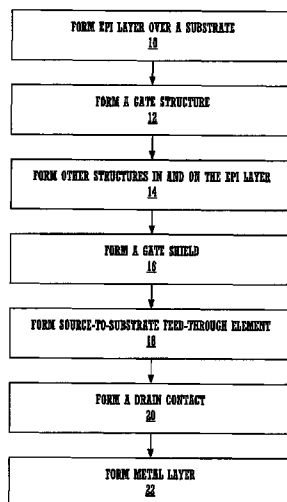 FORM EPI LAYER OVER A SUBSTRATE
10
FORM A GATE STRUCTURE
12
FORM OTHER STRUCTURES IN AND ON THE EPI LAYER
14
FORM A GATE SHIELD
16
FORM SOURCE-TO-SUBSTRATE FEED-THROUGH ELEMENT
18
FORM A DRAIN CONTACT
20
FORM METAL LAYER
22